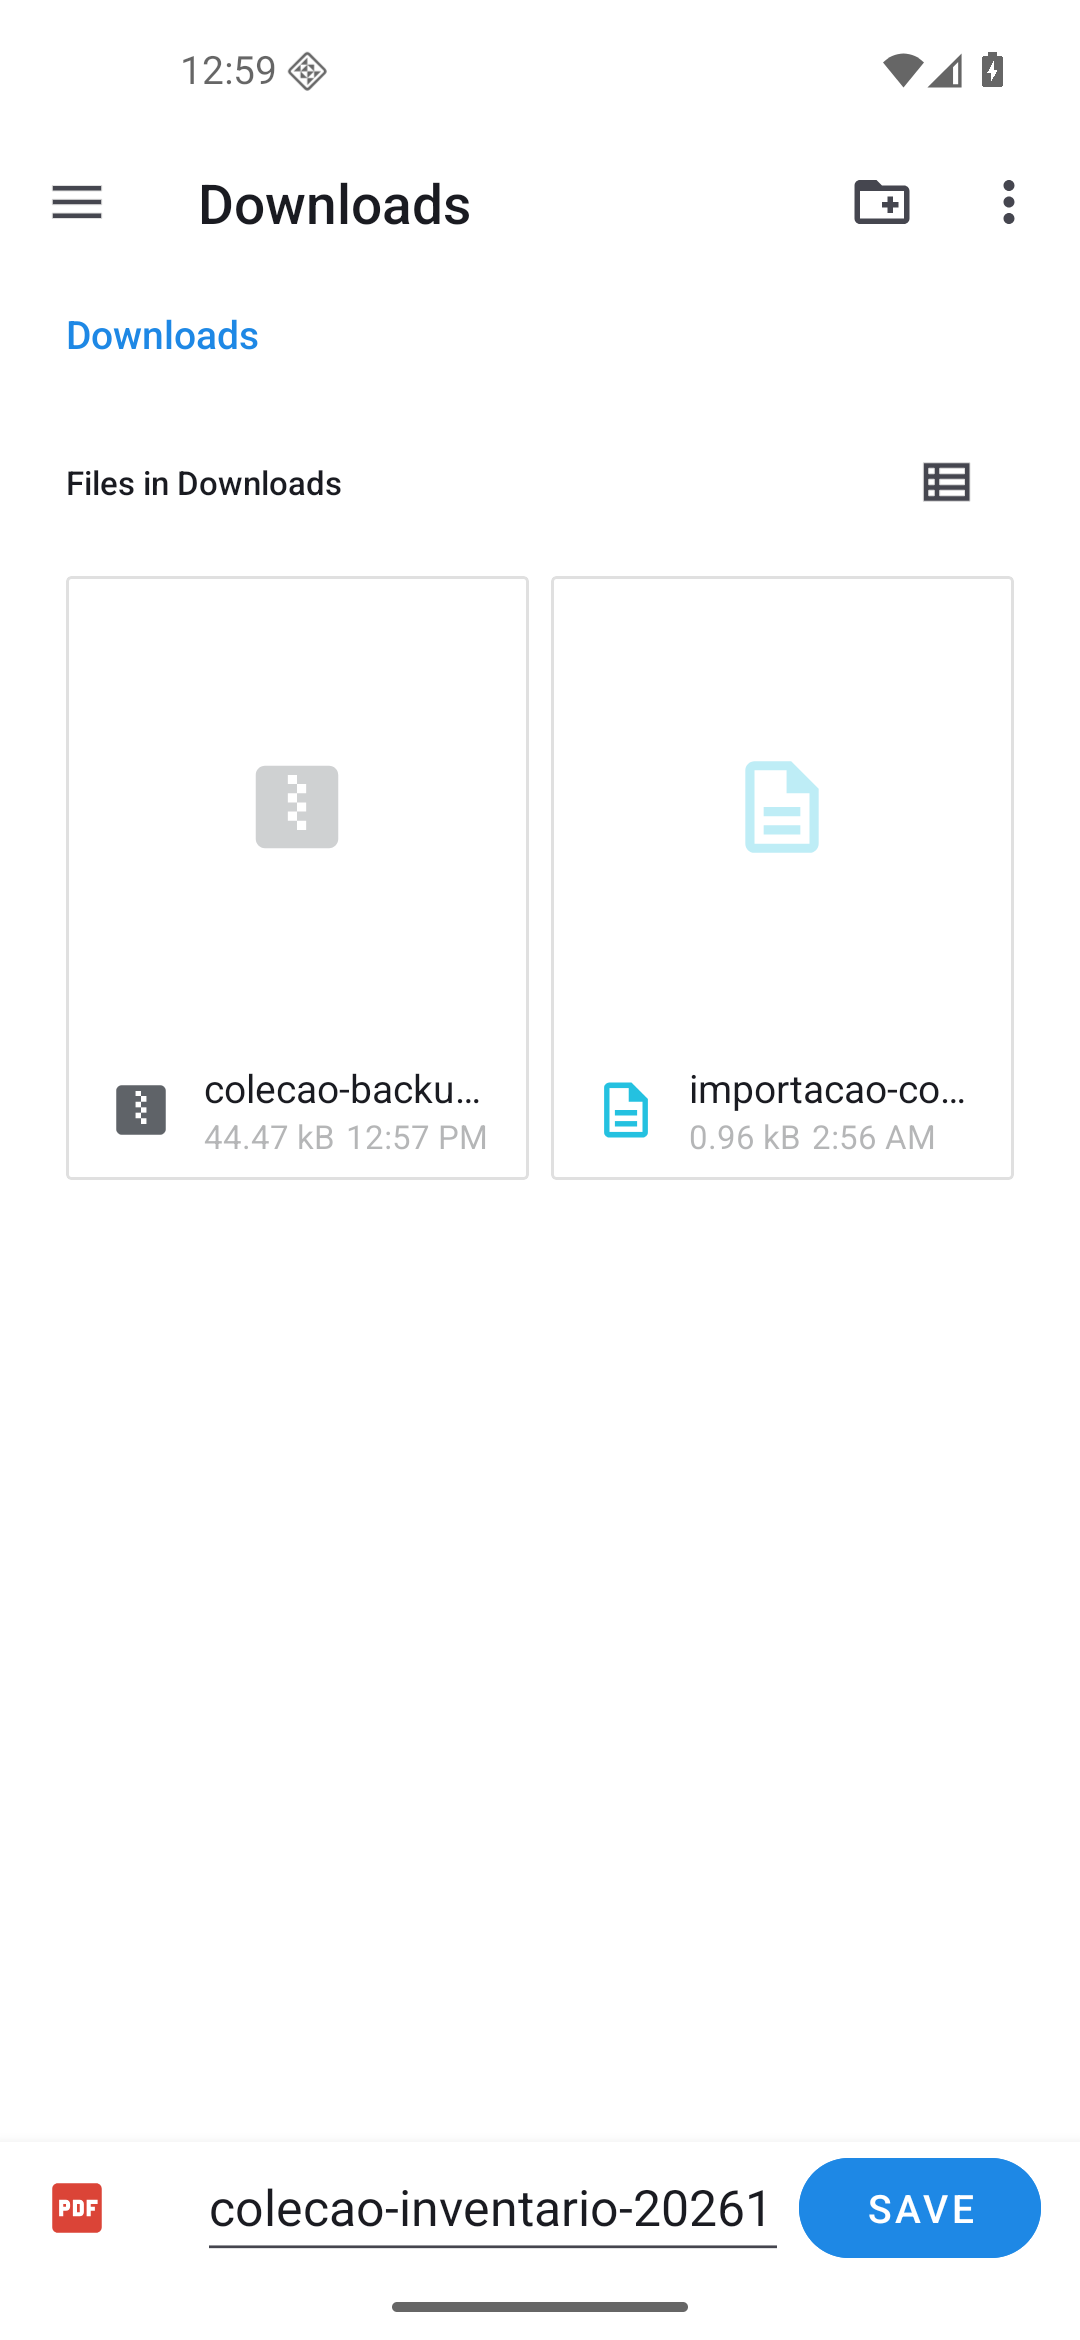 12:59
Downloads
Downloads
Files in Downloads
colecao-backu...
44.47 kB 12:57 PM
importacao-co...
0.96 kB 2:56 AM
PDF
colecao-inventario-20261
SAVE